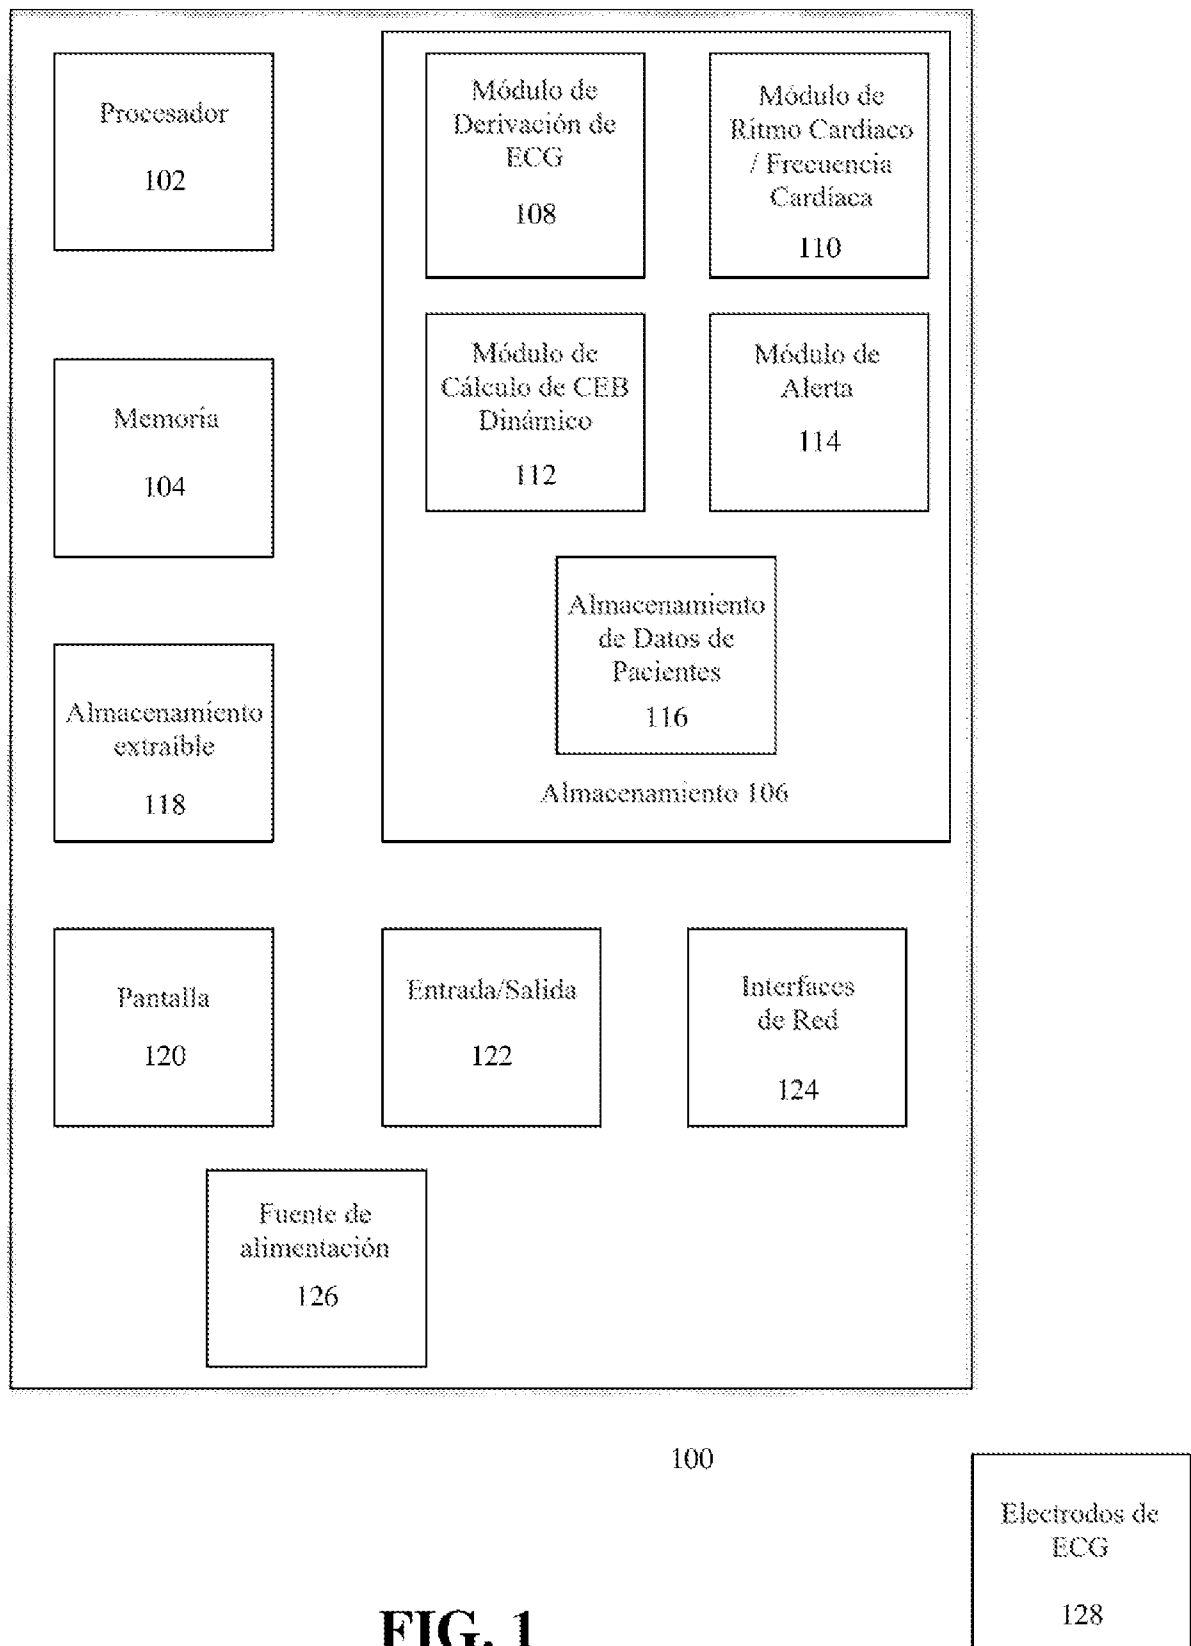 Procesador
102
Módulo de
Derivación de
ECG
108
Módulo de
Ritmo Cardiaco
/ Frecuencia
Cardíaca
110
Memoria
104
Módulo de
Cálculo de CEB
Dinámico
112
Módulo de
Alerta
114
Almacenamiento
de Datos de
Pacientes
116
Almacenamiento 106
Almacenamiento
extraíble
118
Pantalla
120
Entrada/Salida
122
Interfaces
de Red
124
Fuente de
alimentación
126
100
Electrodos de
ECG
128
FIG. 1